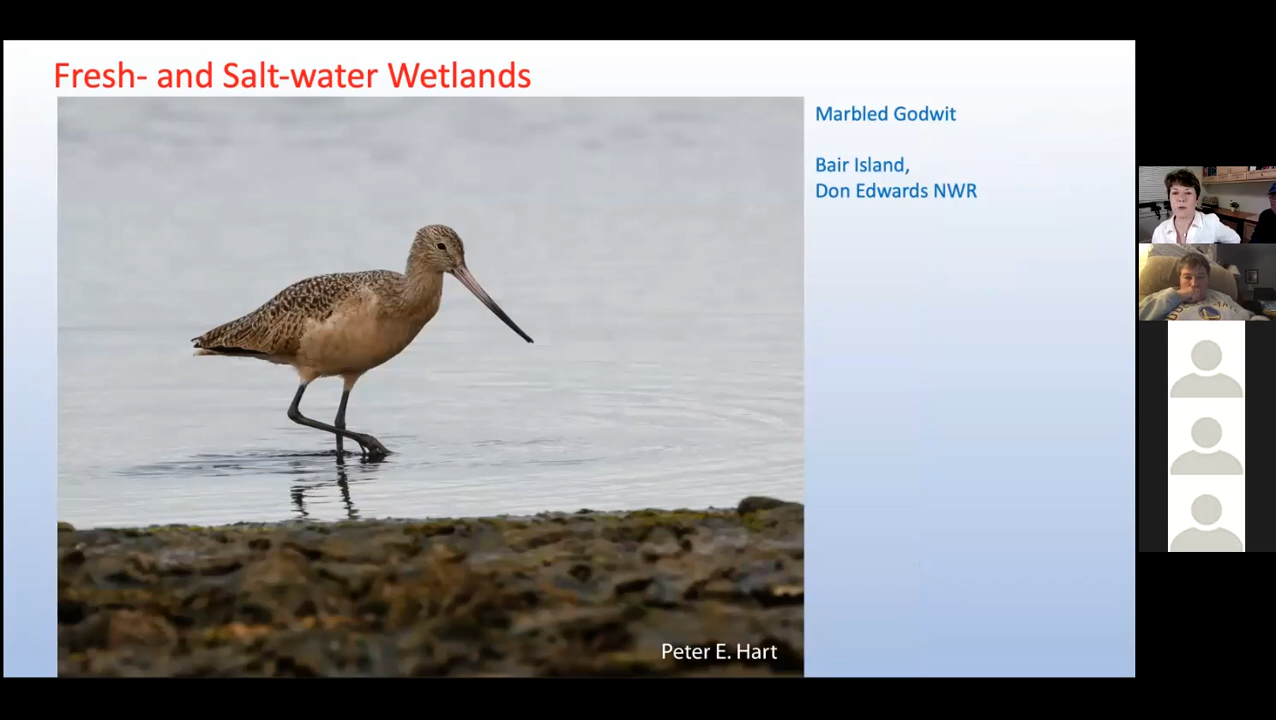 Fresh- and Salt-water Wetlands
Marbled Godwit
Bair Island,
Don Edwards NWR
Peter E. Hart